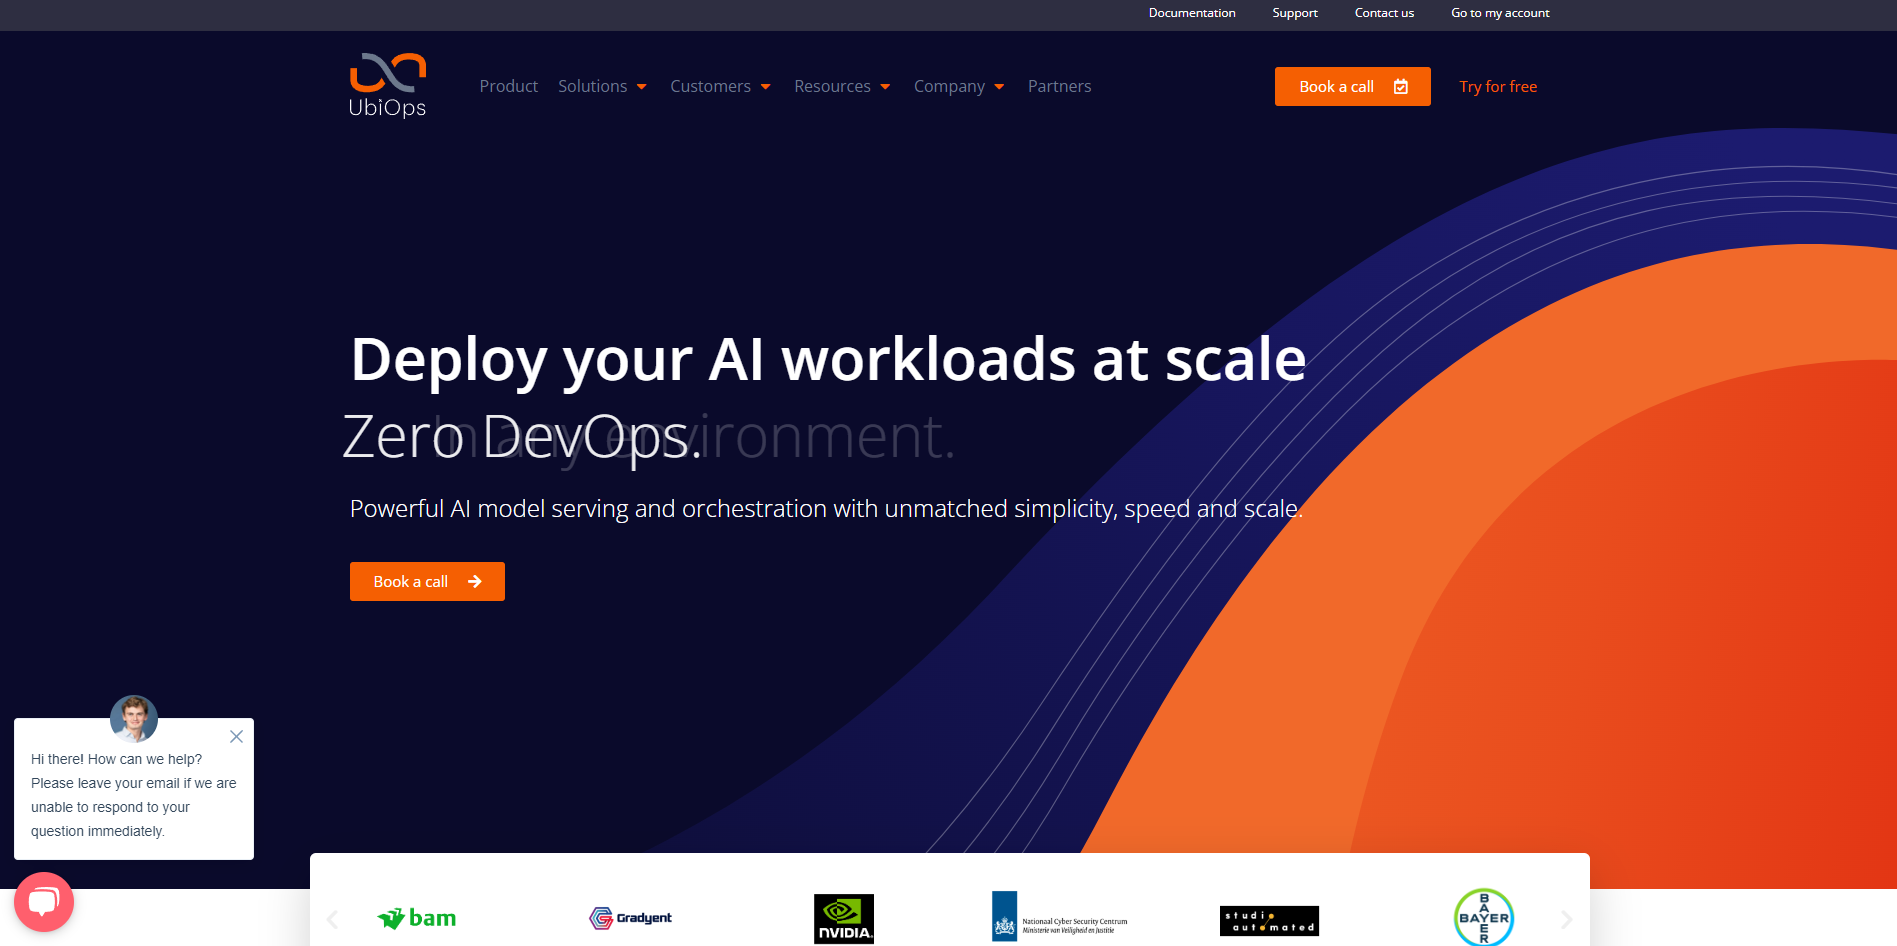 Documentation Support Contact us Go to my account
UbiOps
Product Solutions Customers Resources Company Partners
Book a call Try for free
Deploy your AI workloads at scale
Zero DevOps.
In any environment.
Powerful AI model serving and orchestration with unmatched simplicity, speed and scale.
Book a call
Hi there! How can we help?
Please leave your email if we are
unable to respond to your
question immediately.
bam
Gradyent
NVIDIA.
Nationaal Cyber Security Centrum
Ministerie van Veiligheid en Justitie
studio
automated
BAYER
BAYER